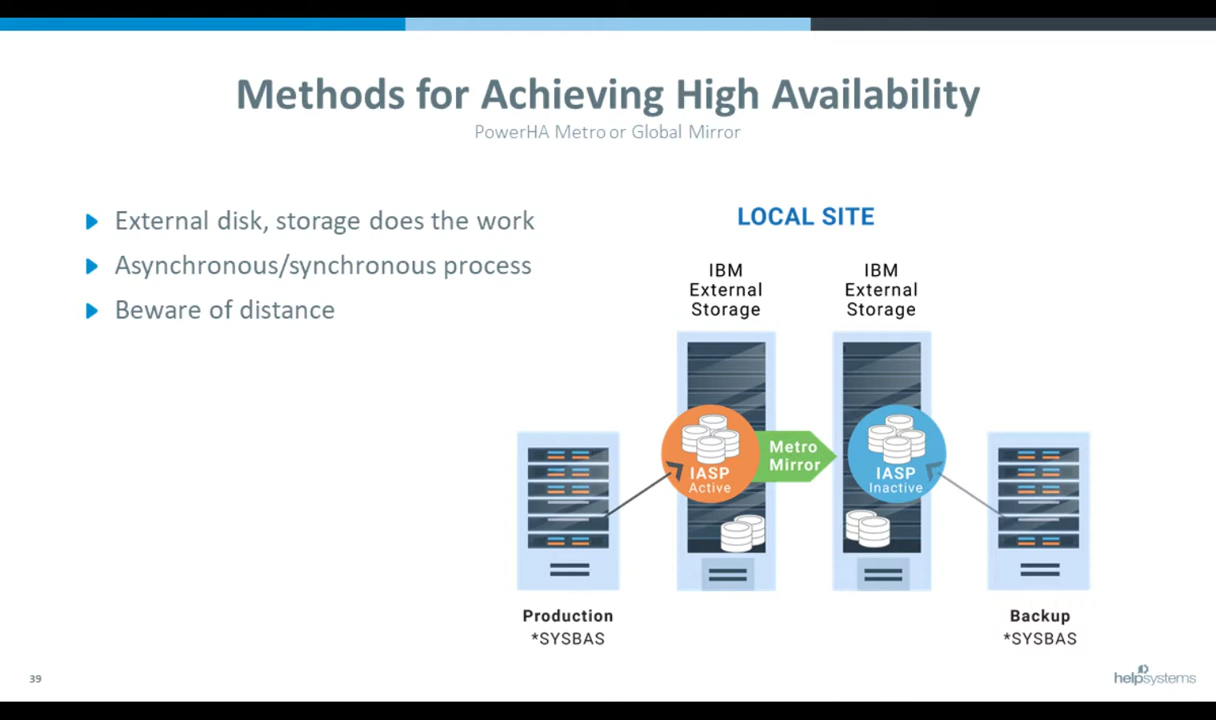 Methods for Achieving High Availability
PowerHA Metro or Global Mirror
External disk, storage does the work
Asynchronous/synchronous process
Beware of distance
LOCAL SITE
IBM
External
Storage
IBM
External
Storage
IASP
Active
Metro
Mirror
IASP
Inactive
Production
*SYSBAS
Backup
*SYSBAS
39
helpsystems